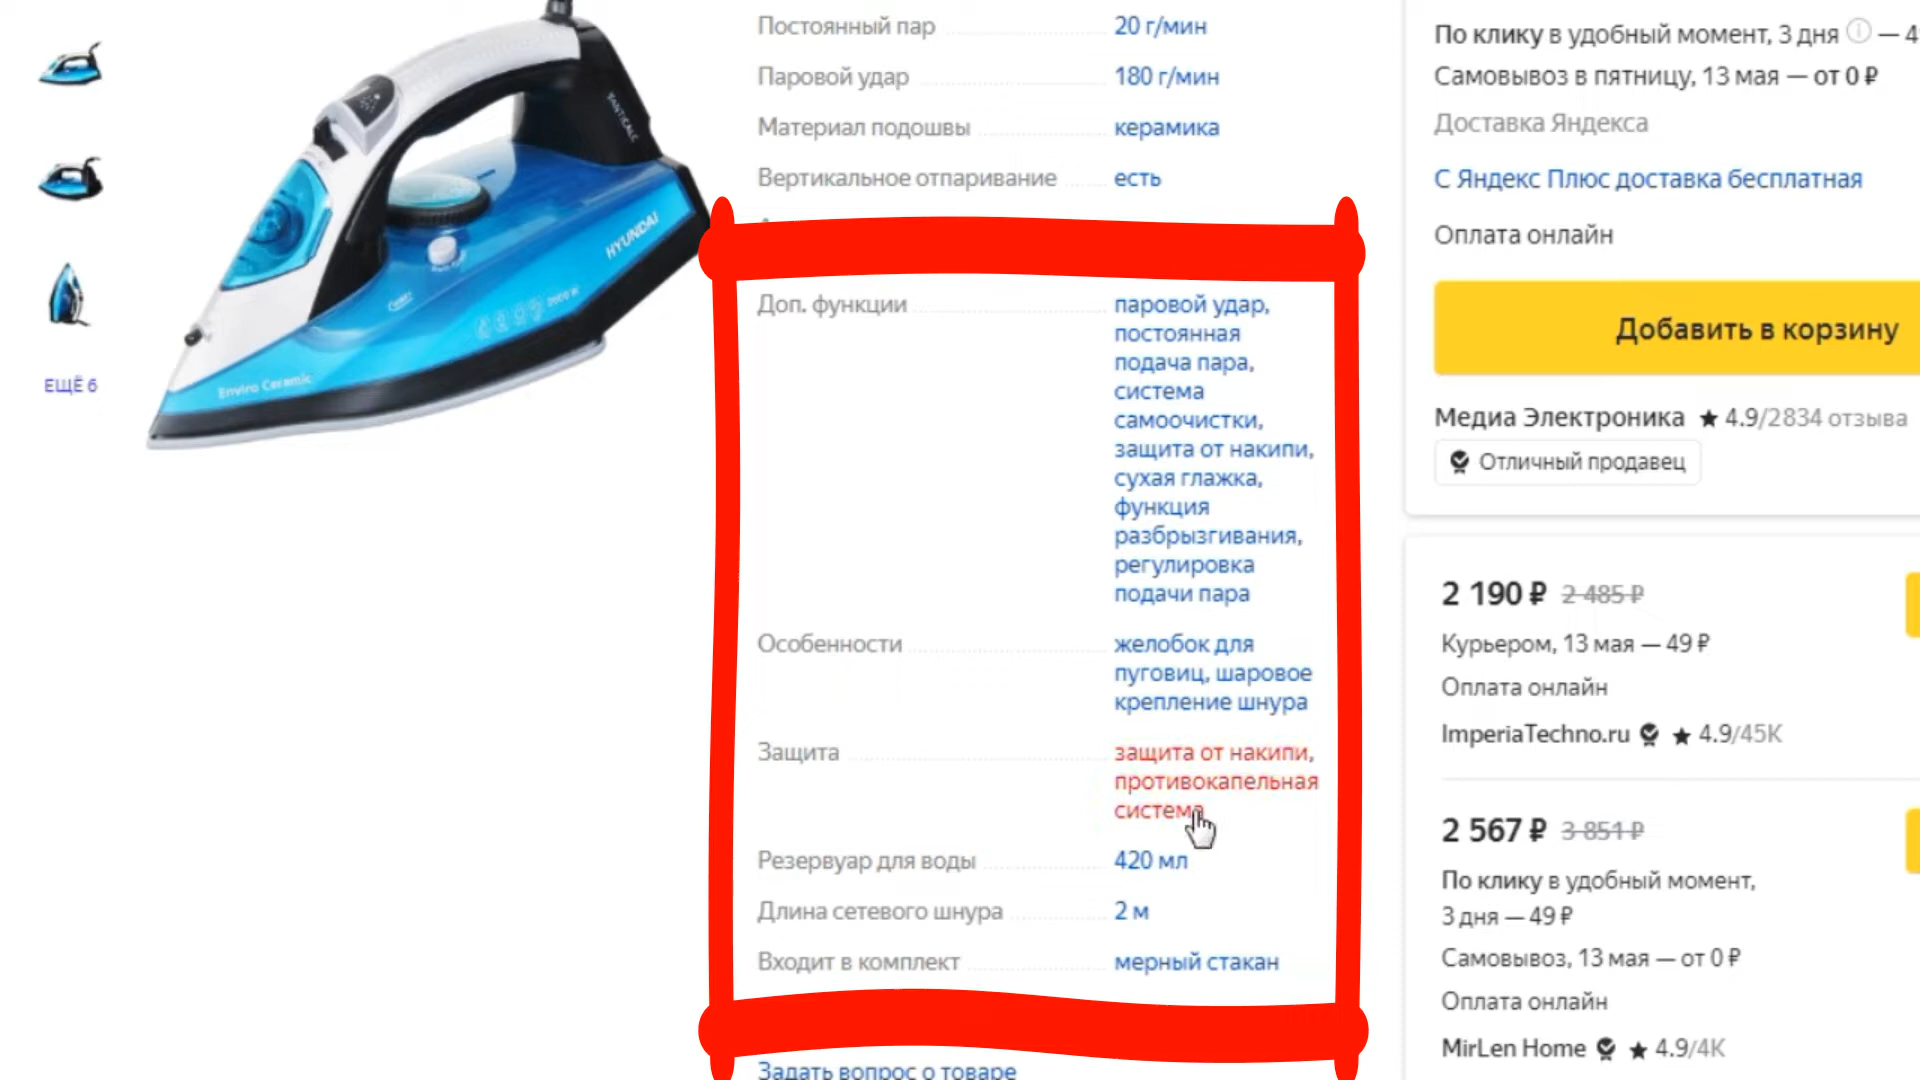 Постоянный пар 20 г/мин
Паровой удар 180 г/мин
Материал подошвы керамика
Вертикальное отпаривание есть
Доп. функции паровой удар,
постоянная
подача пара,
система
самоочистки,
защита от накипи,
сухая глажка,
функция
разбрызгивания,
регулировка
подачи пара
Особенности желобок для
пуговиц, шаровое
крепление шнура
Защита защита от накипи,
противокапельная
система
Резервуар для воды 420 мл
Длина сетевого шнура 2 м
Входит в комплект мерный стакан
Задать вопрос о товаре
ЕЩЁ 6
ANTICALC
HYUNDAI
2000 W
Enviro Ceramic
По клику в удобный момент, 3 дня — 4
Самовывоз в пятницу, 13 мая — от 0 ₽
Доставка Яндекса
С Яндекс Плюс доставка бесплатная
Оплата онлайн
Добавить в корзину
Медиа Электроника ★ 4.9/2834 отзыва
Отличный продавец
2 190 ₽ 2 485 ₽
Курьером, 13 мая — 49 ₽
Оплата онлайн
ImperiaTechno.ru ★ 4.9/45K
2 567 ₽ 3 851 ₽
По клику в удобный момент,
3 дня — 49 ₽
Самовывоз, 13 мая — от 0 ₽
Оплата онлайн
MirLen Home ★ 4.9/4K